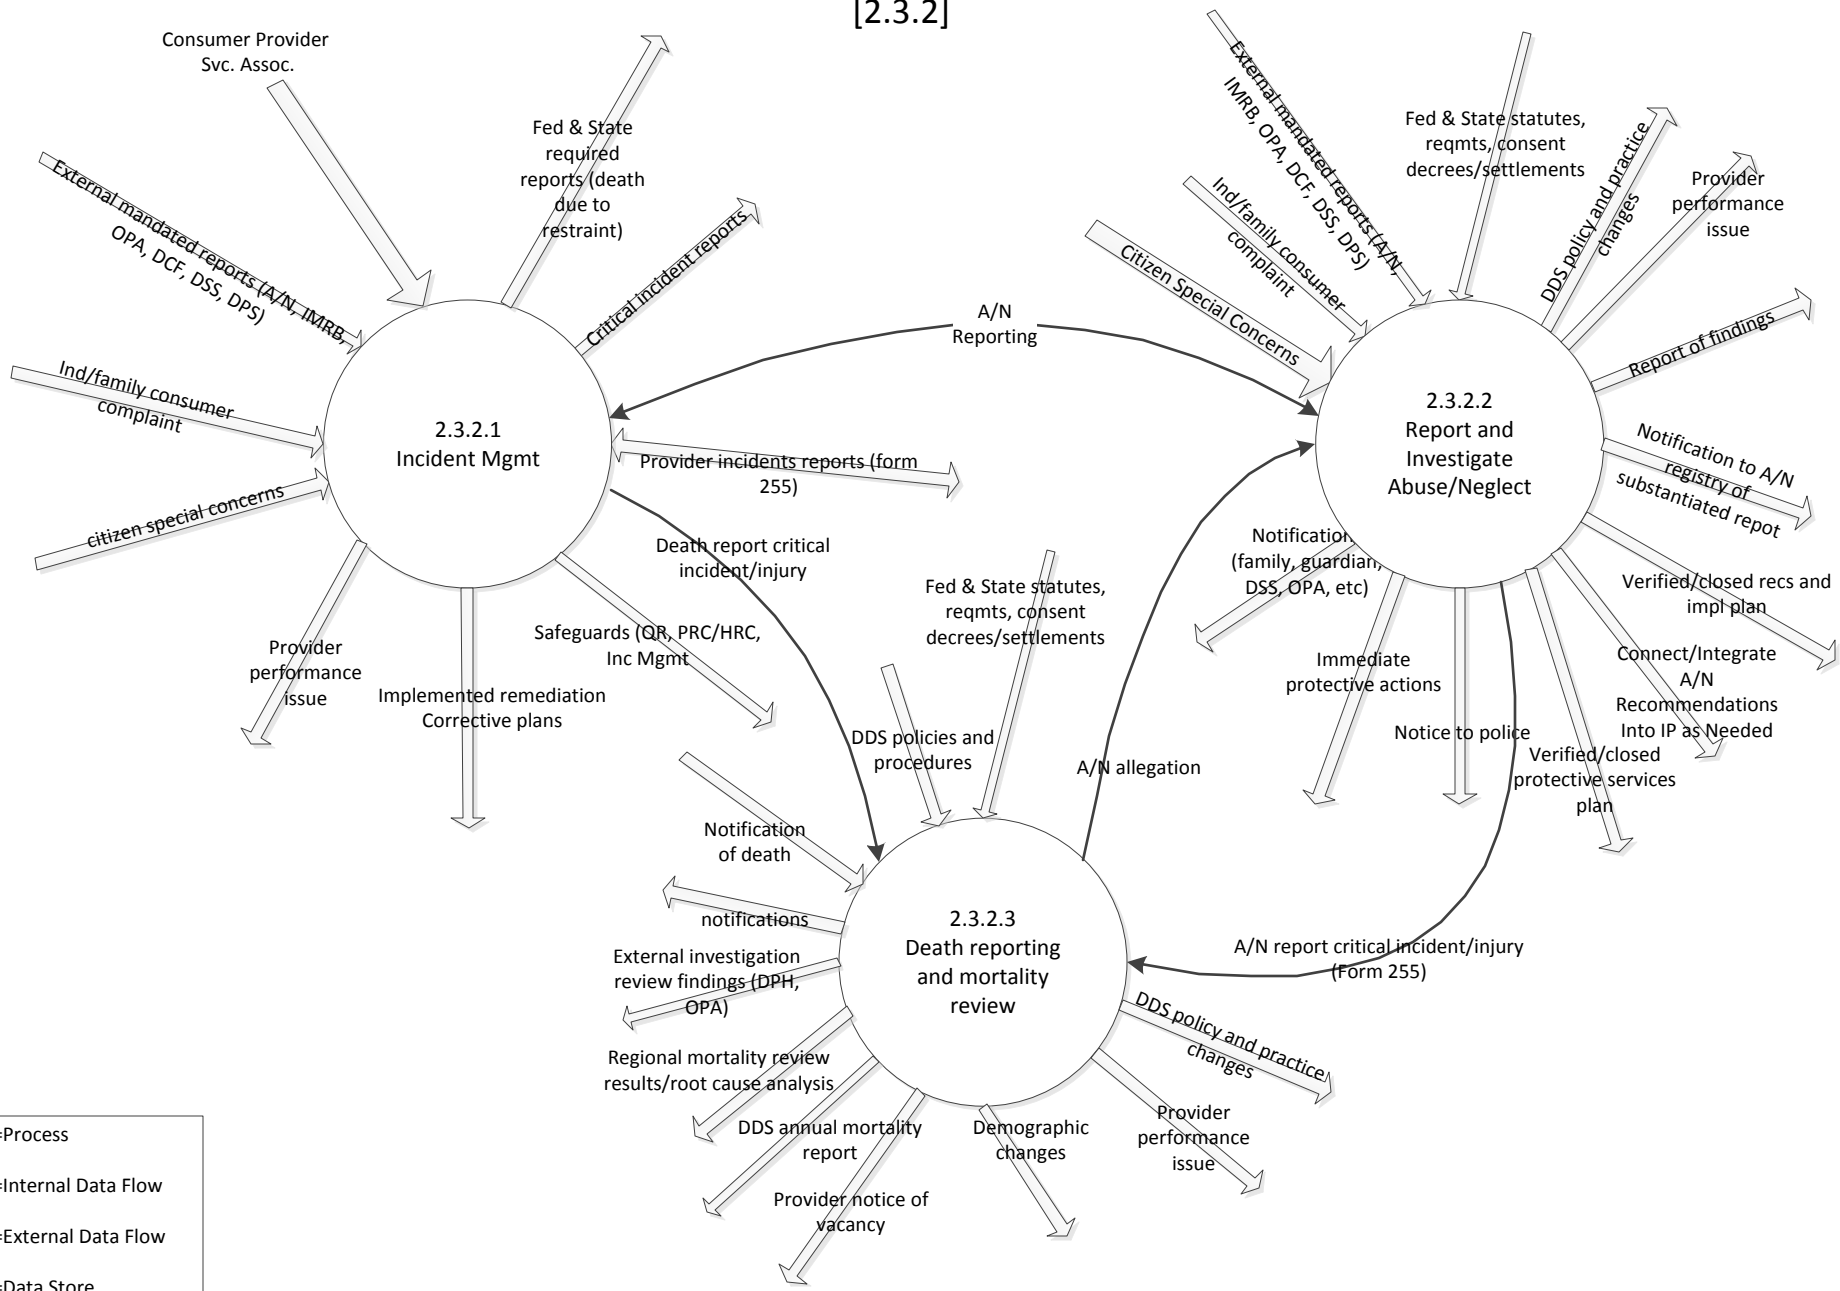 [2.3.2]
Consumer Provider
Svc. Assoc.
Fed & State
required
reports (death
due to
restraint)
External mandated reports (A/N, IMRB,
OPA, DCF, DSS, DPS)
Critical incident reports
Ind/family consumer
complaint
citizen special concerns
2.3.2.1
Incident Mgmt
Provider incidents reports (form
255)
Provider
performance
issue
Implemented remediation
Corrective plans
Safeguards (QR, PRC/HRC,
Inc Mgmt
Death report critical
incident/injury
A/N
Reporting
External mandated reports (A/N,
IMRB, OPA, DCF, DSS, DPS)
Ind/family consumer
complaint
Citizen Special Concerns
Fed & State statutes,
reqmts, consent
decrees/settlements
DDS policy and practice
changes
Provider
performance
issue
Report of findings
2.3.2.2
Report and
Investigate
Abuse/Neglect
Notification to A/N
registry of
substantiated repot
Verified/closed recs and
impl plan
Connect/Integrate
A/N
Recommendations
Into IP as Needed
Verified/closed
protective services
plan
Notice to police
Immediate
protective actions
Notification
(family, guardian,
DSS, OPA, etc)
Fed & State statutes,
reqmts, consent
decrees/settlements
DDS policies and
procedures
A/N allegation
Notification
of death
notifications
External investigation
review findings (DPH,
OPA)
Regional mortality review
results/root cause analysis
DDS annual mortality
report
Provider notice of
vacancy
Demographic
changes
Provider
performance
issue
DDS policy and practice
changes
A/N report critical incident/injury
(Form 255)
2.3.2.3
Death reporting
and mortality
review
=Process
=Internal Data Flow
=External Data Flow
=Data Store